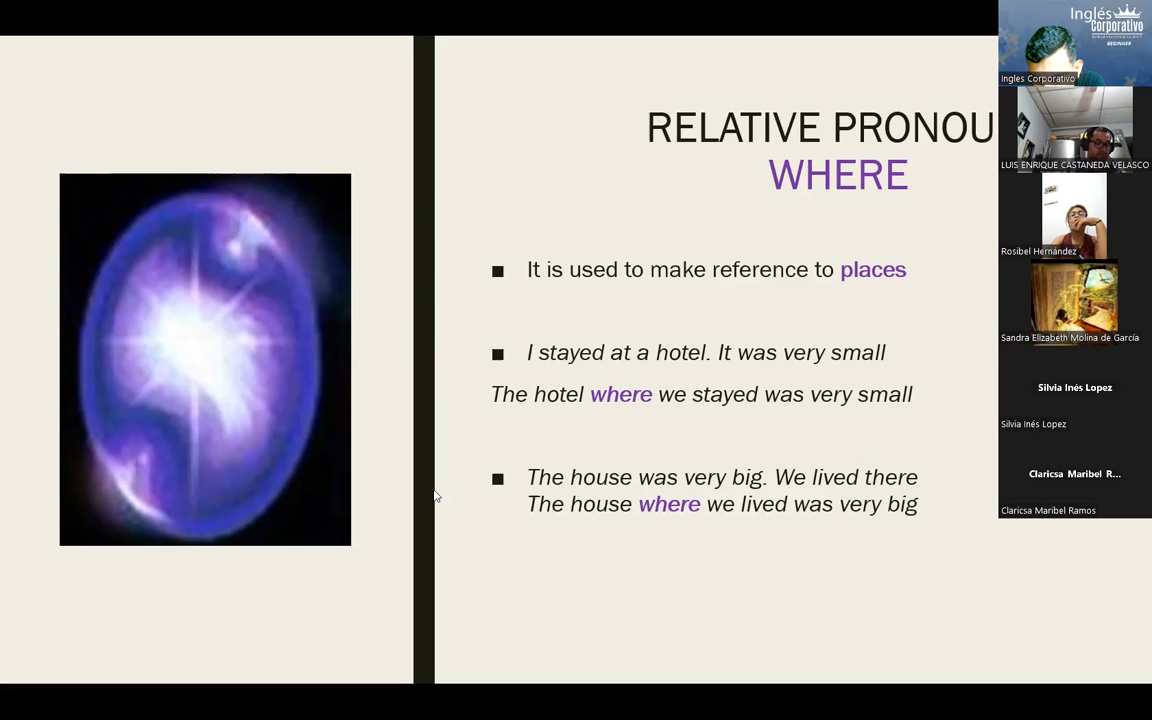 RELATIVE PRONOU
WHERE
■ It is used to make reference to places
■ I stayed at a hotel. It was very small
The hotel where we stayed was very small
■ The house was very big. We lived there
The house where we lived was very big
Inglés
Corporativo
BEGINNER
Ingles Corporativo
LUIS ENRIQUE CASTANEDA VELASCO
Rosibel Hernández
Sandra Elizabeth Molina de García
Silvia Inés Lopez
Silvia Inés Lopez
Claricsa Maribel R...
Claricsa Maribel Ramos